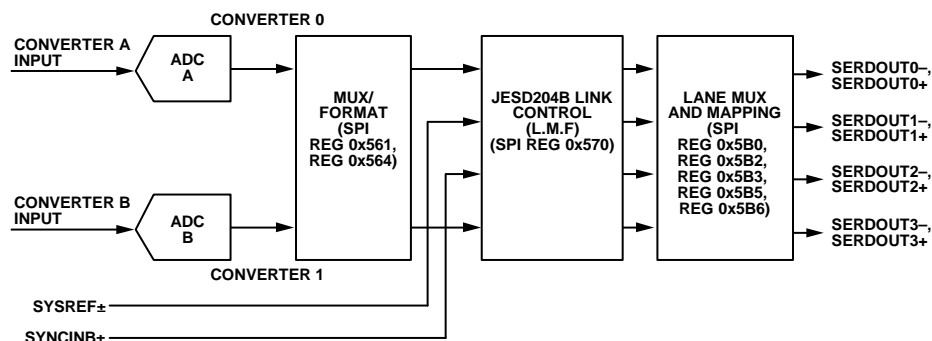 CONVERTER 0
CONVERTER A
INPUT
ADC
A
MUX/
FORMAT
(SPI
REG 0x561,
REG 0x564)
JESD204B LINK
CONTROL
(L.M.F)
(SPI REG 0x570)
LANE MUX
AND MAPPING
(SPI
REG 0x5B0,
REG 0x5B2,
REG 0x5B3,
REG 0x5B5,
REG 0x5B6)
SERDOUT0–,
SERDOUT0+
SERDOUT1–,
SERDOUT1+
SERDOUT2–,
SERDOUT2+
SERDOUT3–,
SERDOUT3+
CONVERTER B
INPUT
ADC
B
CONVERTER 1
SYSREF±
SYNCINB±